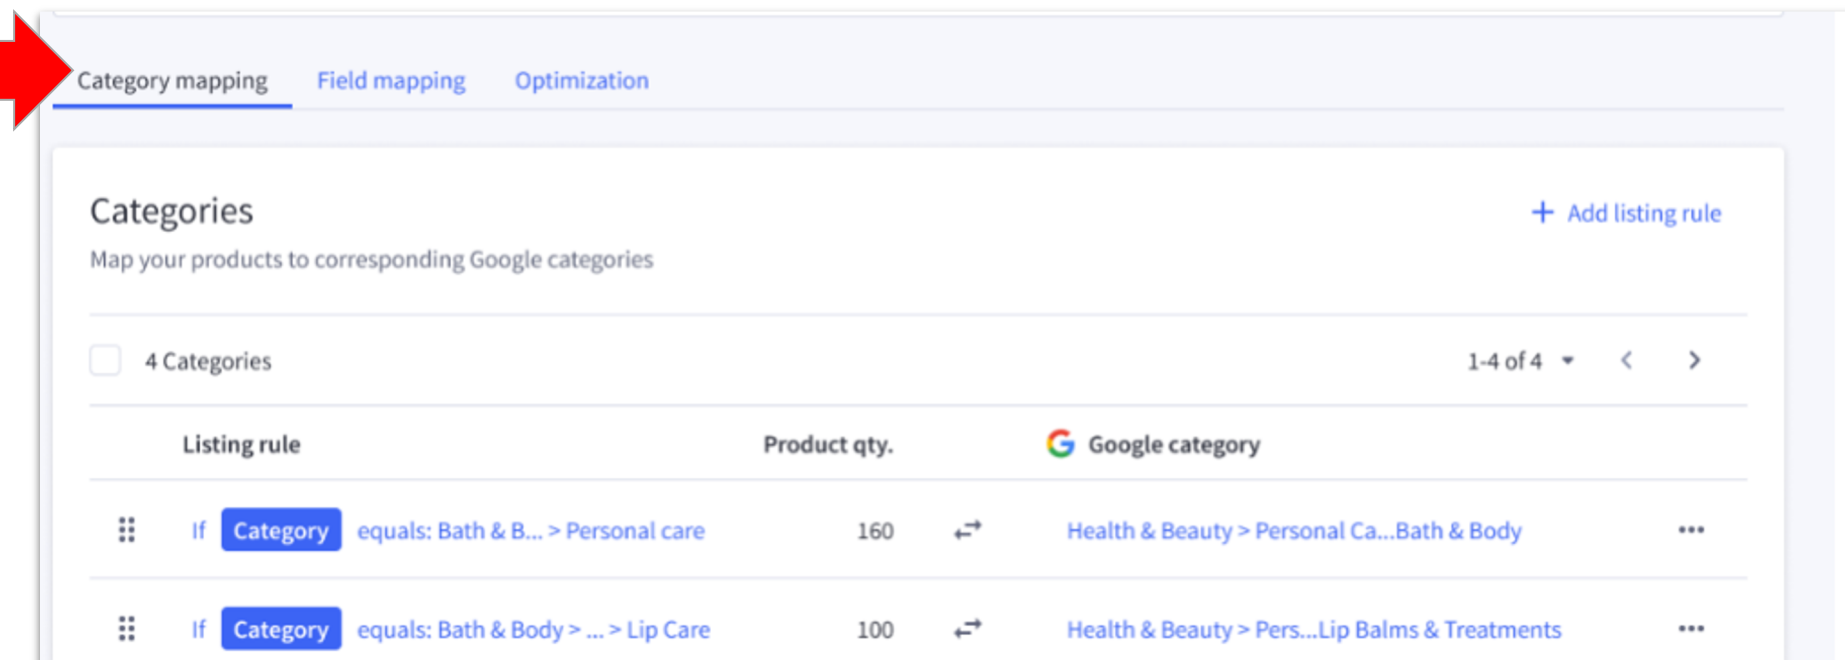 Category mapping Field mapping Optimization
Categories
+ Add listing rule
Map your products to corresponding Google categories
4 Categories 1-4 of 4
Listing rule Product qty. Google category
If Category equals: Bath & B... > Personal care 160 Health & Beauty > Personal Ca...Bath & Body
If Category equals: Bath & Body > ... > Lip Care 100 Health & Beauty > Pers...Lip Balms & Treatments